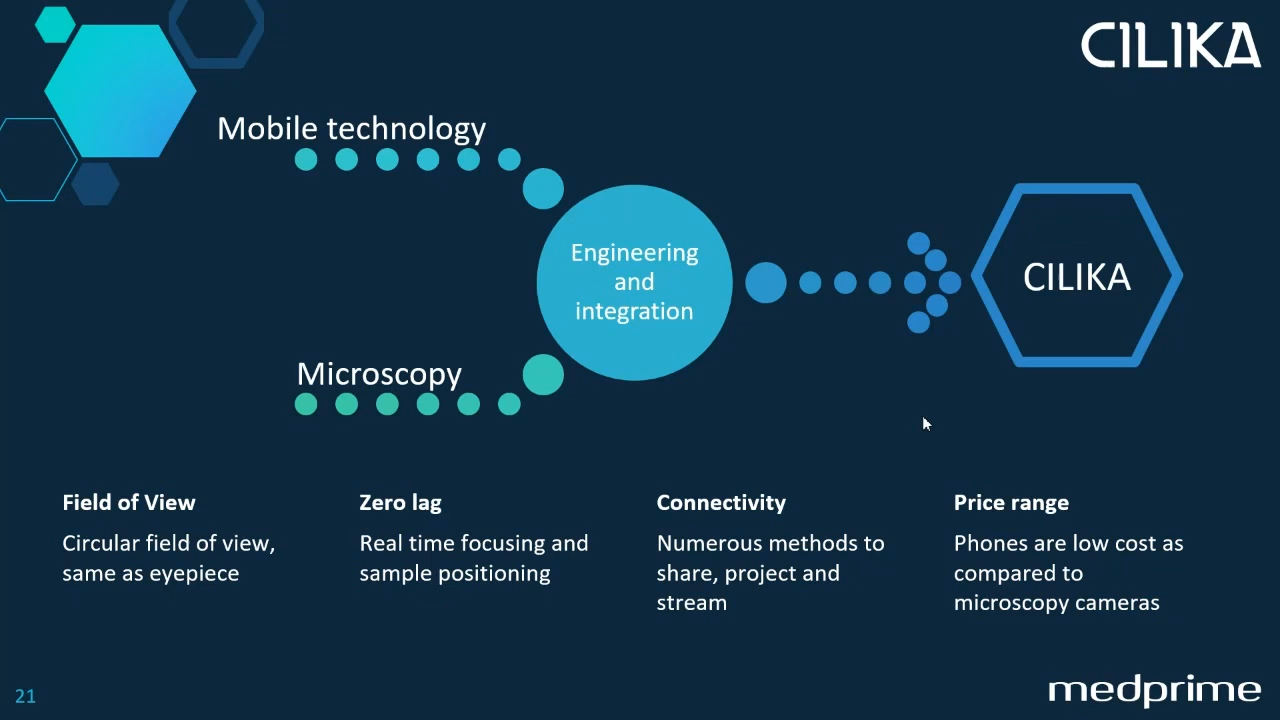 CILIKA
Mobile technology
Engineering
and
integration
CILIKA
Microscopy
Field of View
Circular field of view,
same as eyepiece
Zero lag
Real time focusing and
sample positioning
Connectivity
Numerous methods to
share, project and
stream
Price range
Phones are low cost as
compared to
microscopy cameras
21
medprime